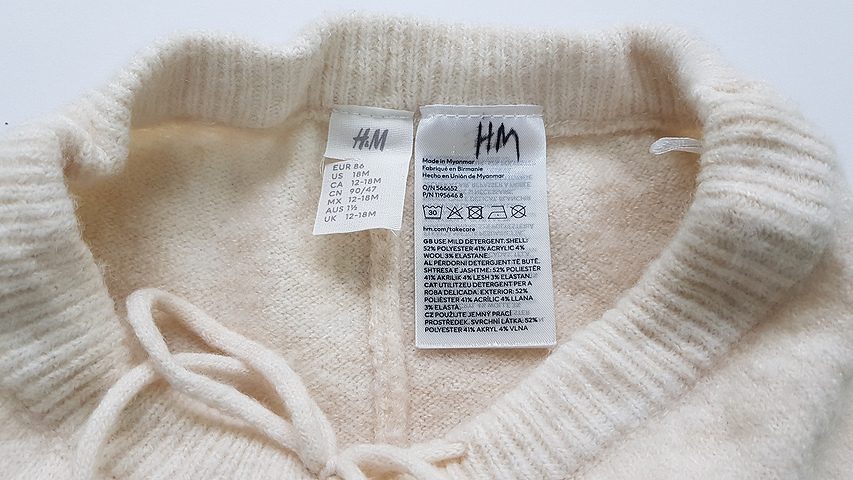 H&M
EUR 86
US 18M
CA 12-18M
CN 90/47
MX 12-18M
AUS 1½
UK 12-18M
HM
Made in Myanmar
Fabriqué en Birmanie
Hecho en Unión de Myanmar
O/N 566652
P/N 1195646 8
30
hm.com/takecare
GB USE MILD DETERGENT: SHELL:
52% POLYESTER 41% ACRYLIC 4%
WOOL 3% ELASTANE.
AL PËRDORNI DETERGJENT TË BUTË.
SHTRESA E JASHTME: 52% POLIESTËR
41% AKRILIK 4% LESH 3% ELASTAN.
CAT UTILITZEU DETERGENT PER A
ROBA DELICADA. EXTERIOR: 52%
POLIÈSTER 41% ACRÍLIC 4% LLANA
3% ELASTÀ.
CZ POUŽIJTE JEMNÝ PRACÍ
PROSTŘEDEK. SVRCHNÍ LÁTKA: 52%
POLYESTER 41% AKRYL 4% VLNA